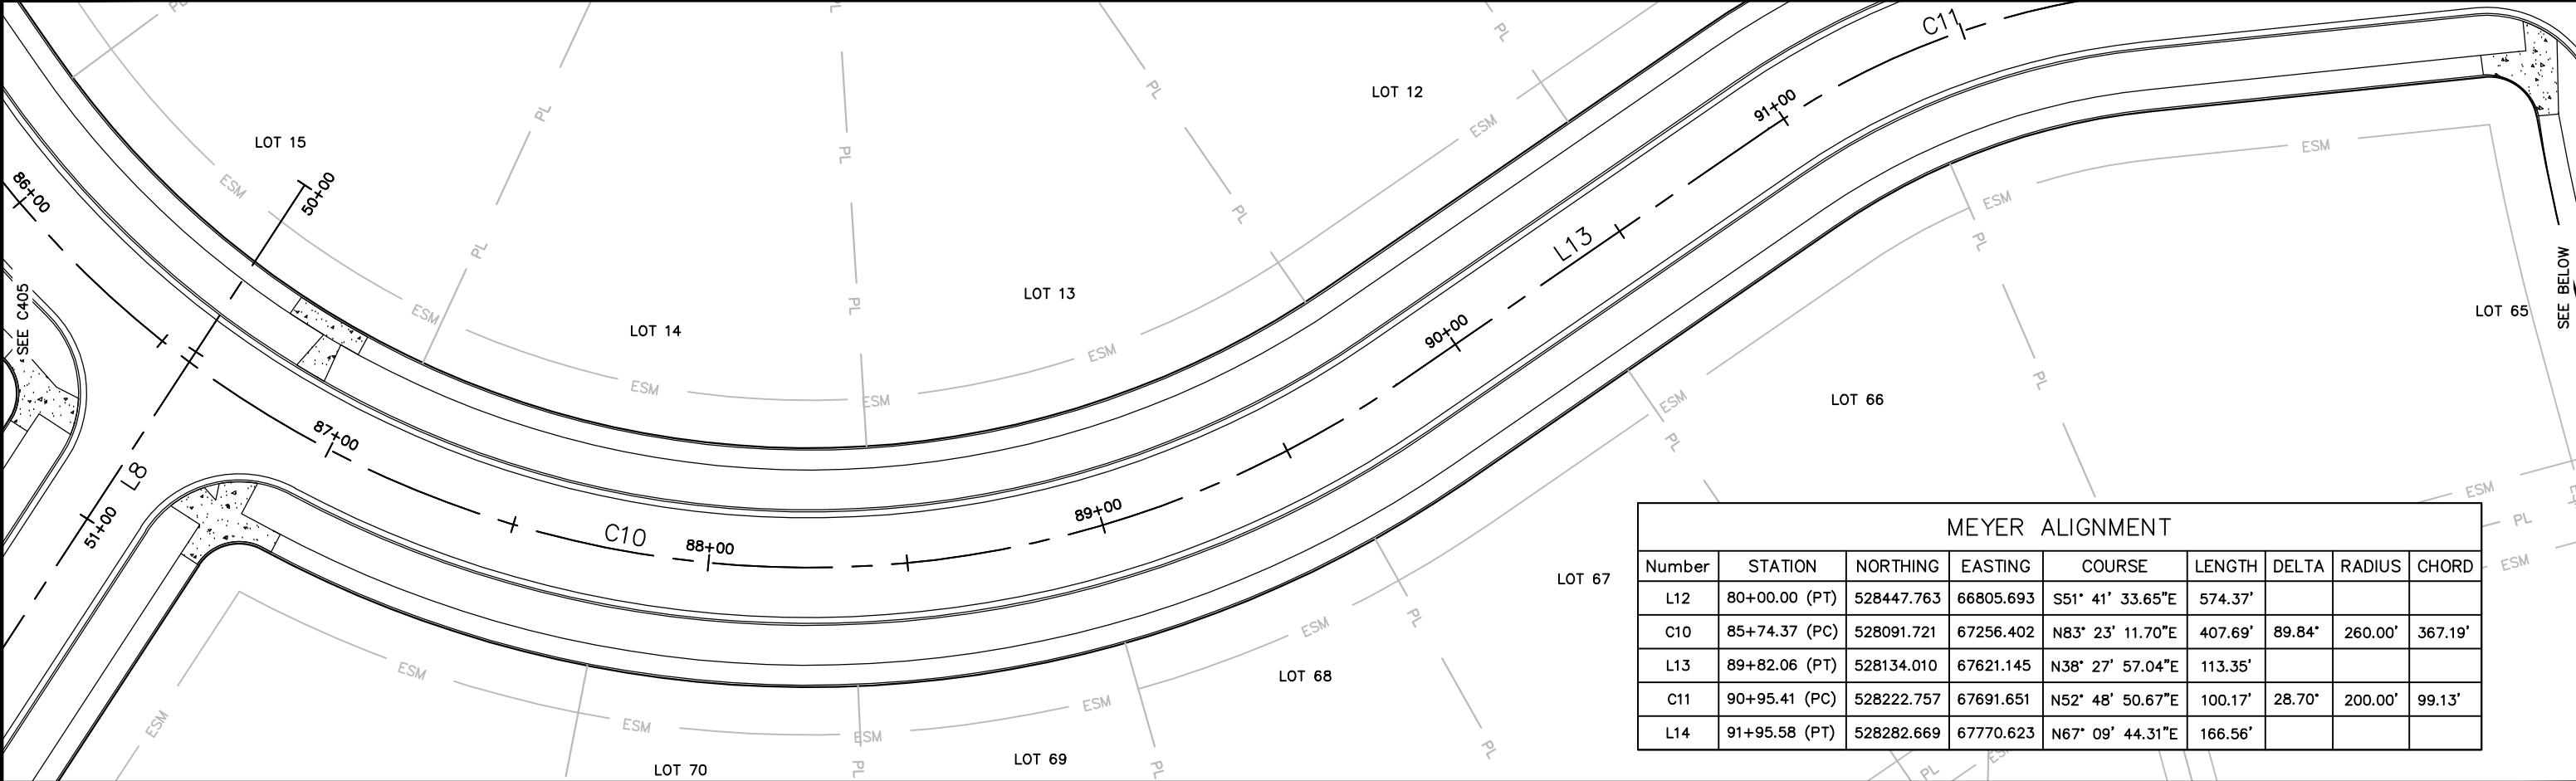 PL
PL
PL
C11
LOT 12
91+00
PL
PL
PL
LOT 15
ESM
ESM
86+00
ESM
50+00
PL
ESM
PL
L13
PL
SEE C405
SEE BELOW
PL
LOT 13
ESM
LOT 14
90+00
LOT 65
ESM
ESM
ESM
PL
LOT 66
ESM
87+00
PL
L8
ESM
51+00
C10
88+00
89+00
PL
ESM
LOT 67
MEYER ALIGNMENT
Number STATION NORTHING EASTING COURSE LENGTH DELTA RADIUS CHORD
L12 80+00.00 (PT) 528447.763 66805.693 S51° 41' 33.65"E 574.37'
C10 85+74.37 (PC) 528091.721 67256.402 N83° 23' 11.70"E 407.69' 89.84° 260.00' 367.19'
L13 89+82.06 (PT) 528134.010 67621.145 N38° 27' 57.04"E 113.35'
C11 90+95.41 (PC) 528222.757 67691.651 N52° 48' 50.67"E 100.17' 28.70° 200.00' 99.13'
L14 91+95.58 (PT) 528282.669 67770.623 N67° 09' 44.31"E 166.56'
PL
ESM
ESM
LOT 68
ESM
ESM
ESM
ESM
PL
LOT 70
PL
LOT 69
PL
PL